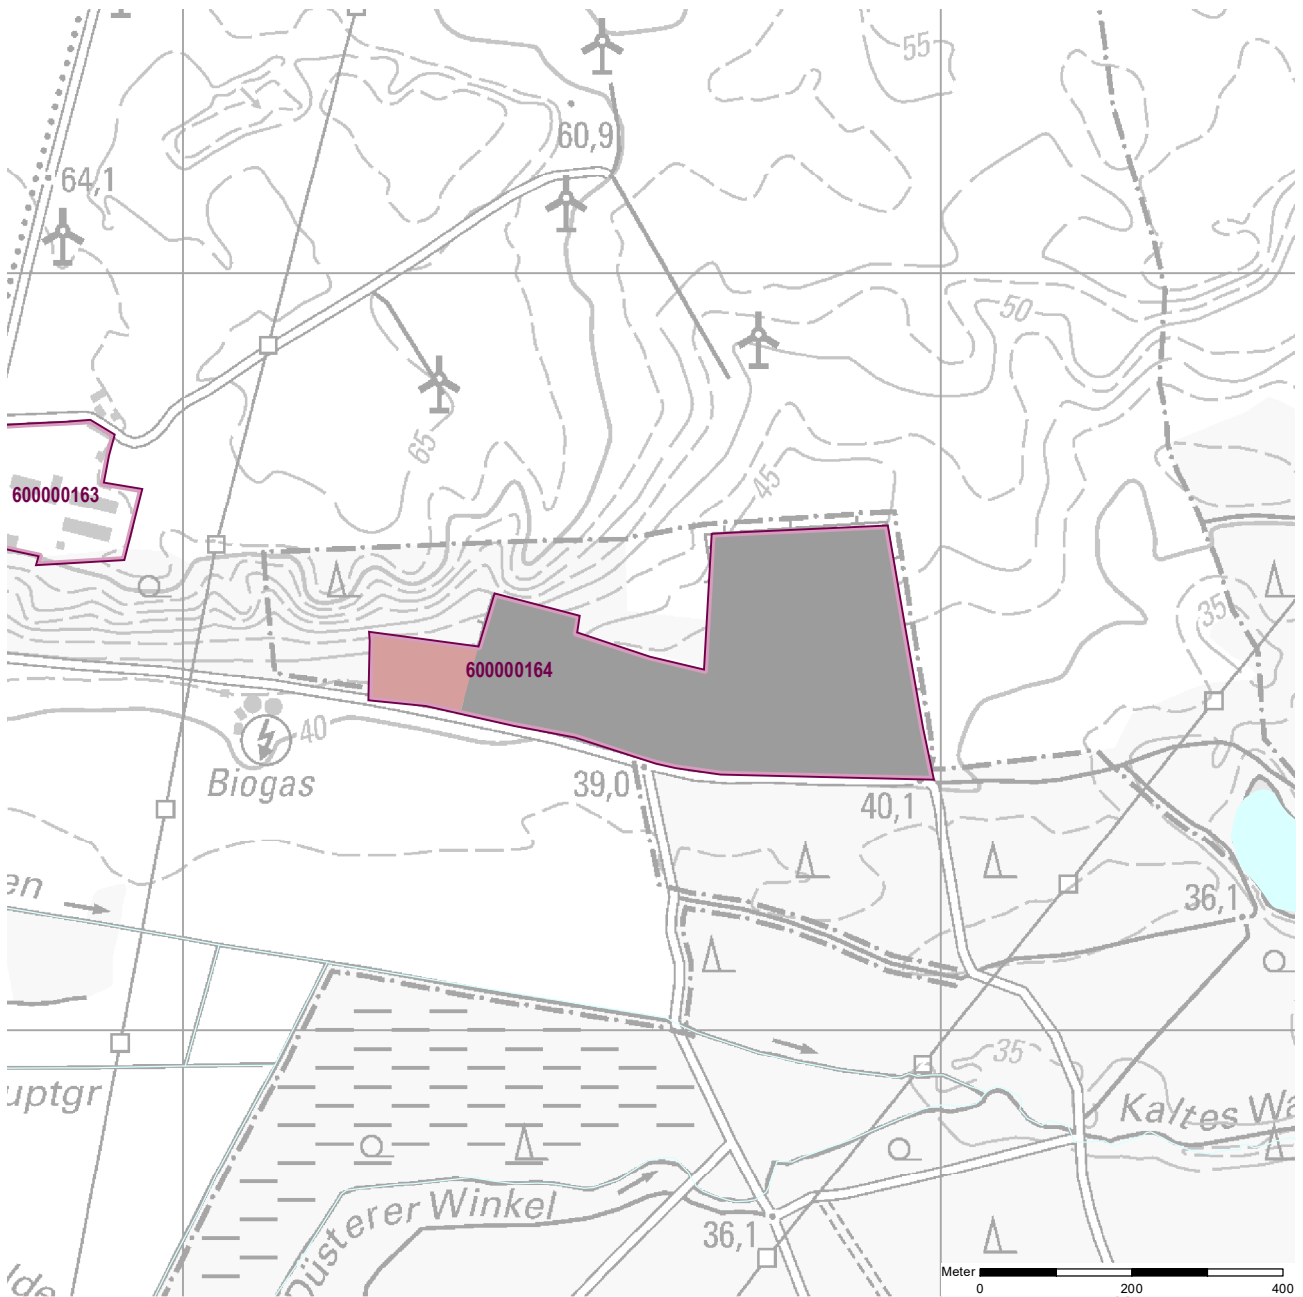 55
60,9
64,1
50
65
45
600000163
35
600000164
40
Biogas
39,0
40,1
en
36,1
35
uptgr
Kaltes Wa
Düsterer Winkel
36,1
lde
Meter
0 200 400